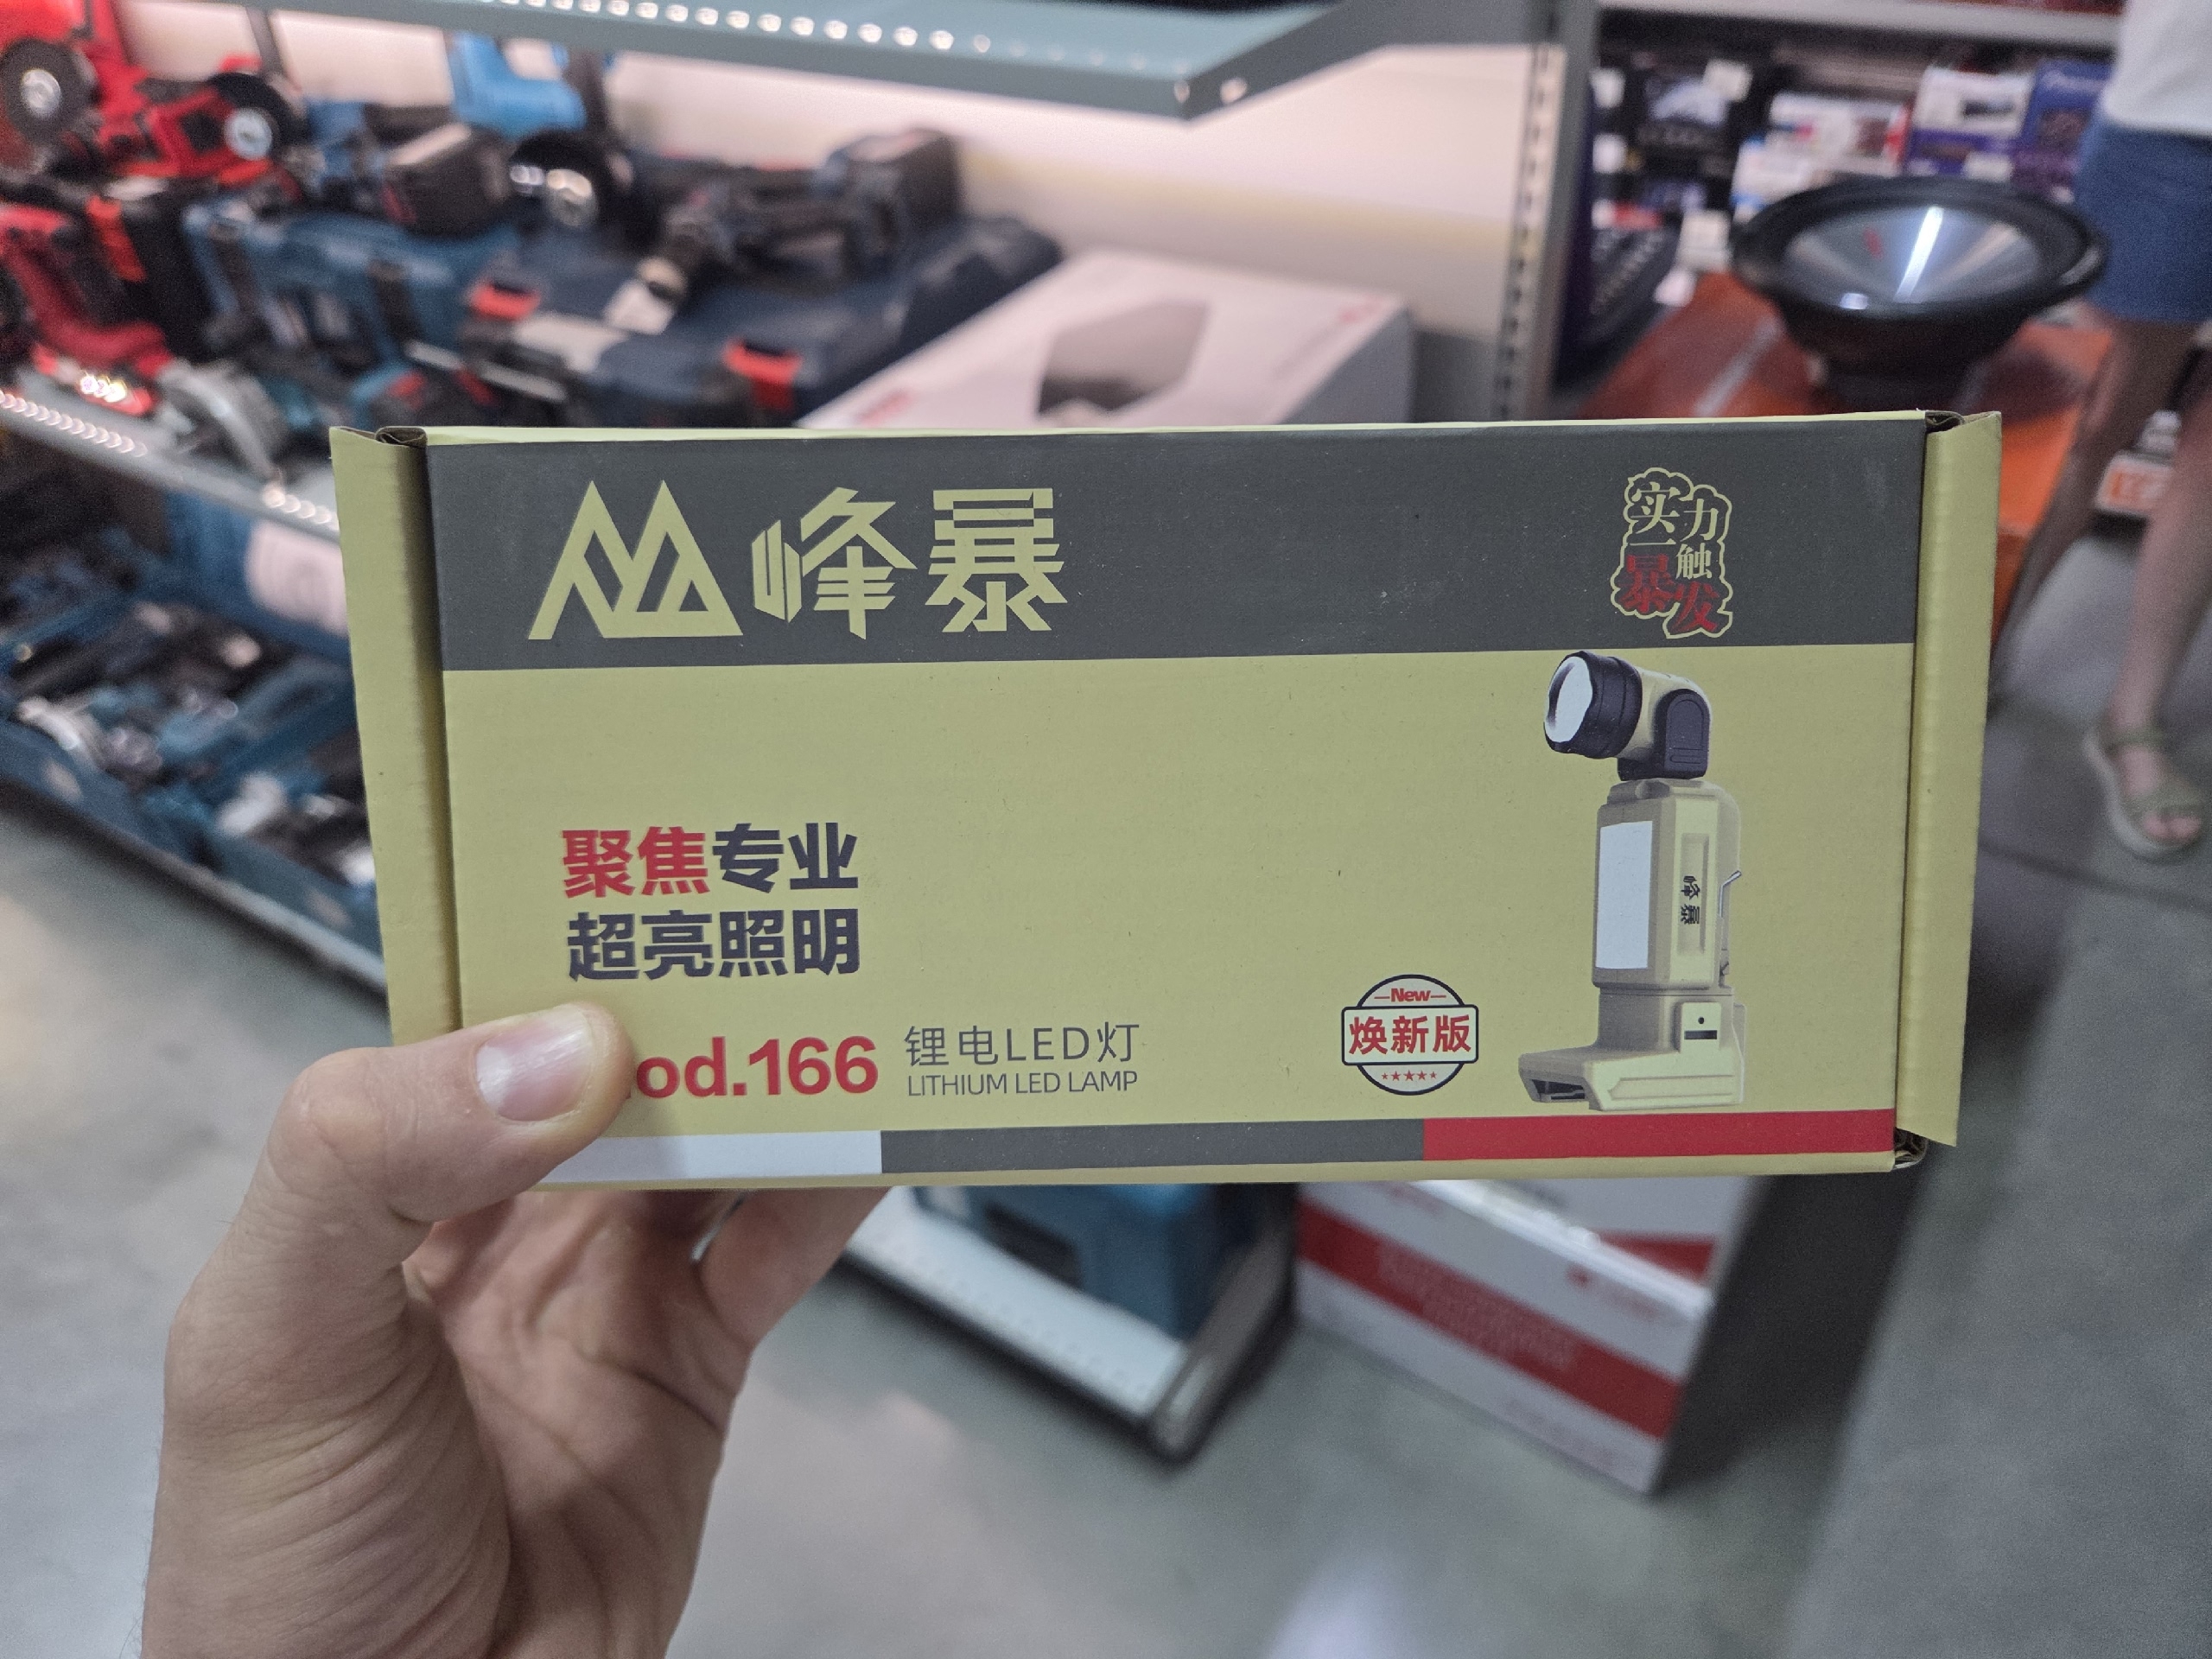 峰暴
实力
一触
暴发
聚焦专业
超亮照明
od.166 锂电LED灯
LITHIUM LED LAMP
峰暴
New
焕新版